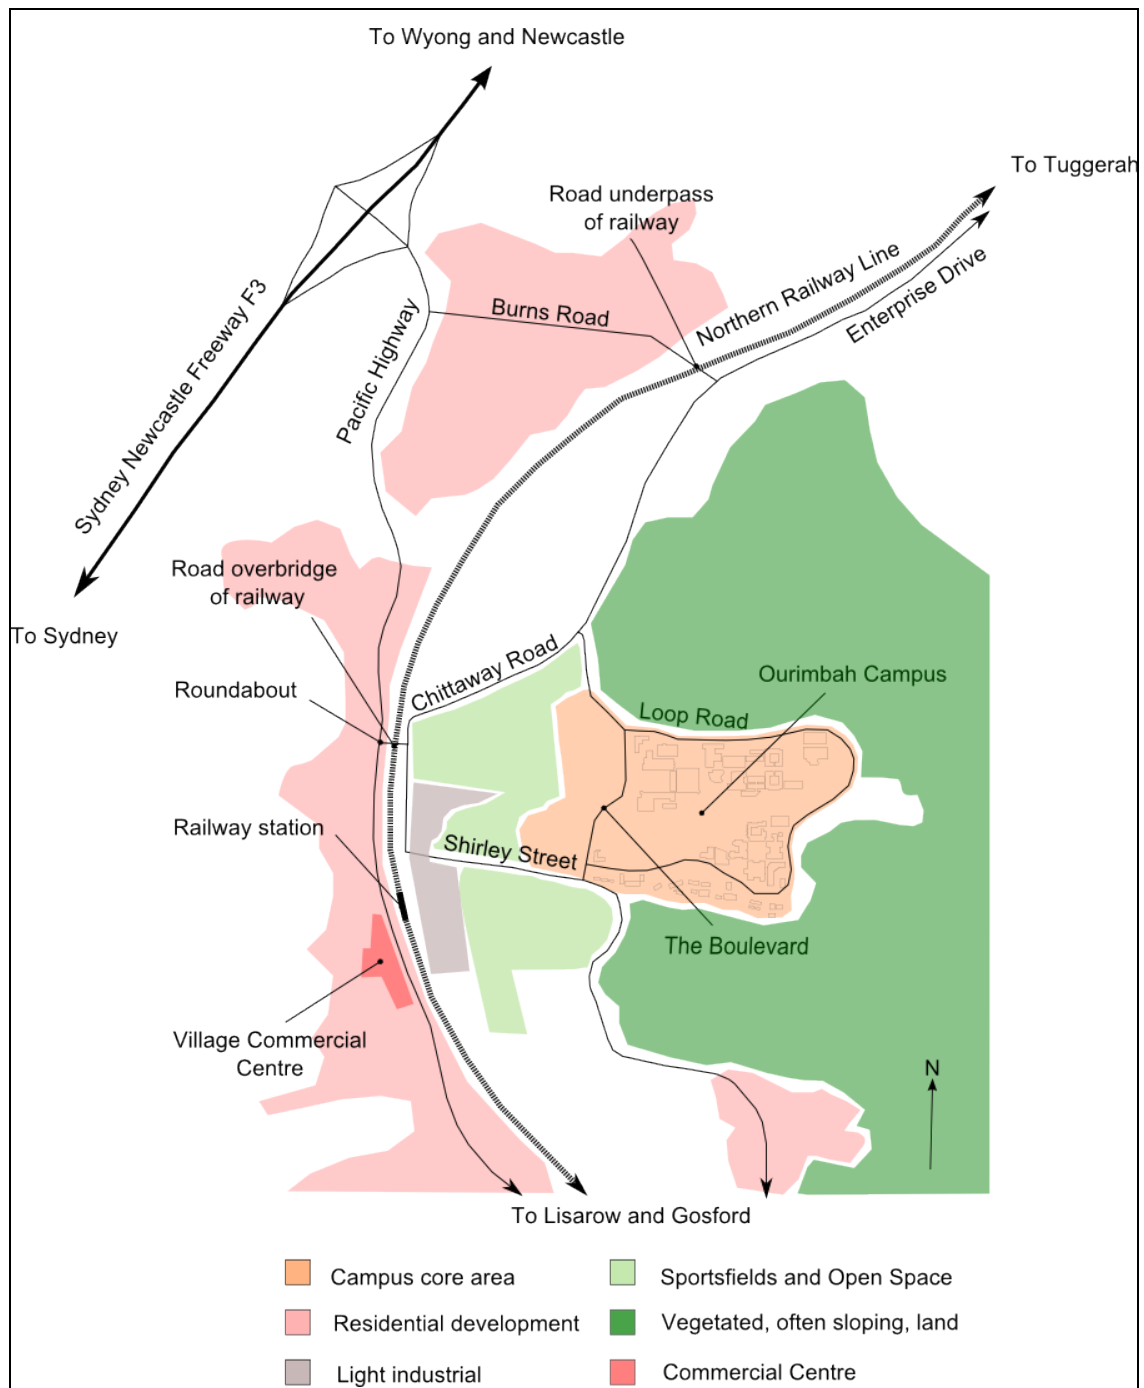 To Wyong and Newcastle
To Tuggerah
Road underpass
of railway
Northern Railway Line
Enterprise Drive
Burns Road
Pacific Highway
Sydney Newcastle Freeway F3
Road overbridge
of railway
To Sydney
Chittaway Road
Ourimbah Campus
Roundabout
Loop Road
Railway station
Shirley Street
The Boulevard
Village Commercial
Centre
N
To Lisarow and Gosford
Campus core area
Sportsfields and Open Space
Residential development
Vegetated, often sloping, land
Light industrial
Commercial Centre